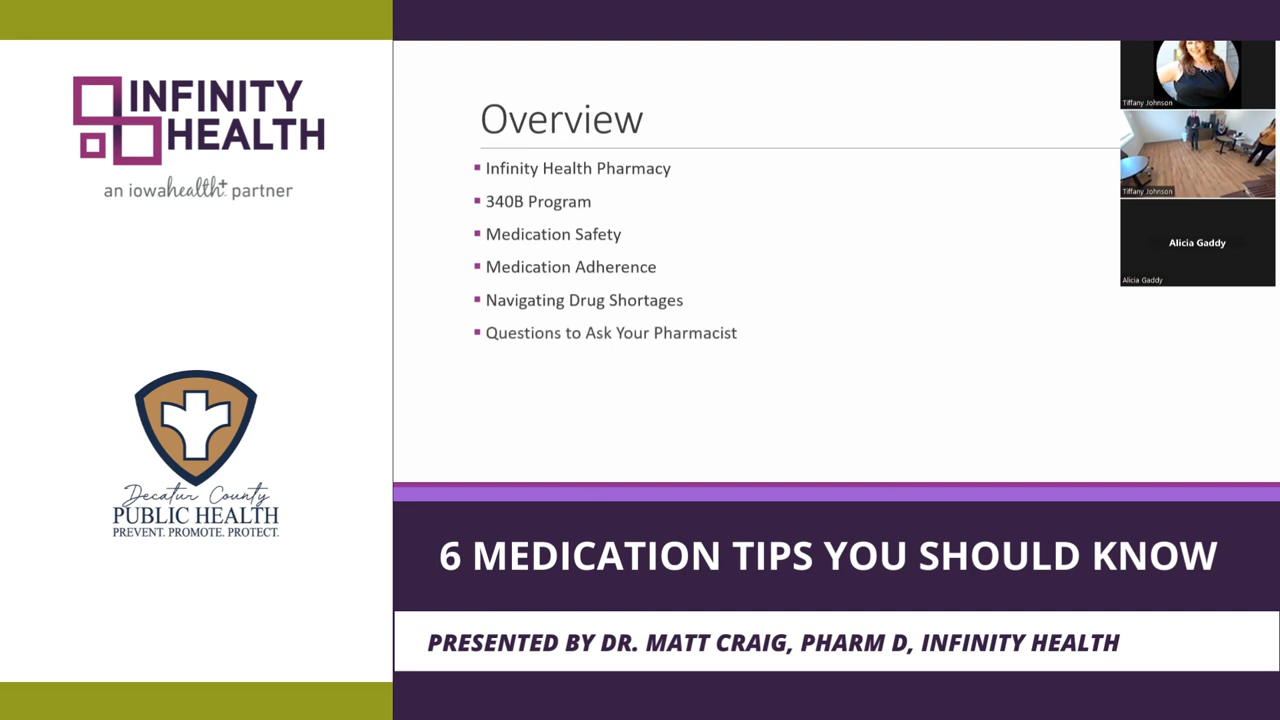 INFINITY
HEALTH
an iowahealth+ partner
Decatur County
PUBLIC HEALTH
PREVENT. PROMOTE. PROTECT.
Overview
Infinity Health Pharmacy
340B Program
Medication Safety
Medication Adherence
Navigating Drug Shortages
Questions to Ask Your Pharmacist
Tiffany Johnson
Tiffany Johnson
Alicia Gaddy
Alicia Gaddy
6 MEDICATION TIPS YOU SHOULD KNOW
PRESENTED BY DR. MATT CRAIG, PHARM D, INFINITY HEALTH